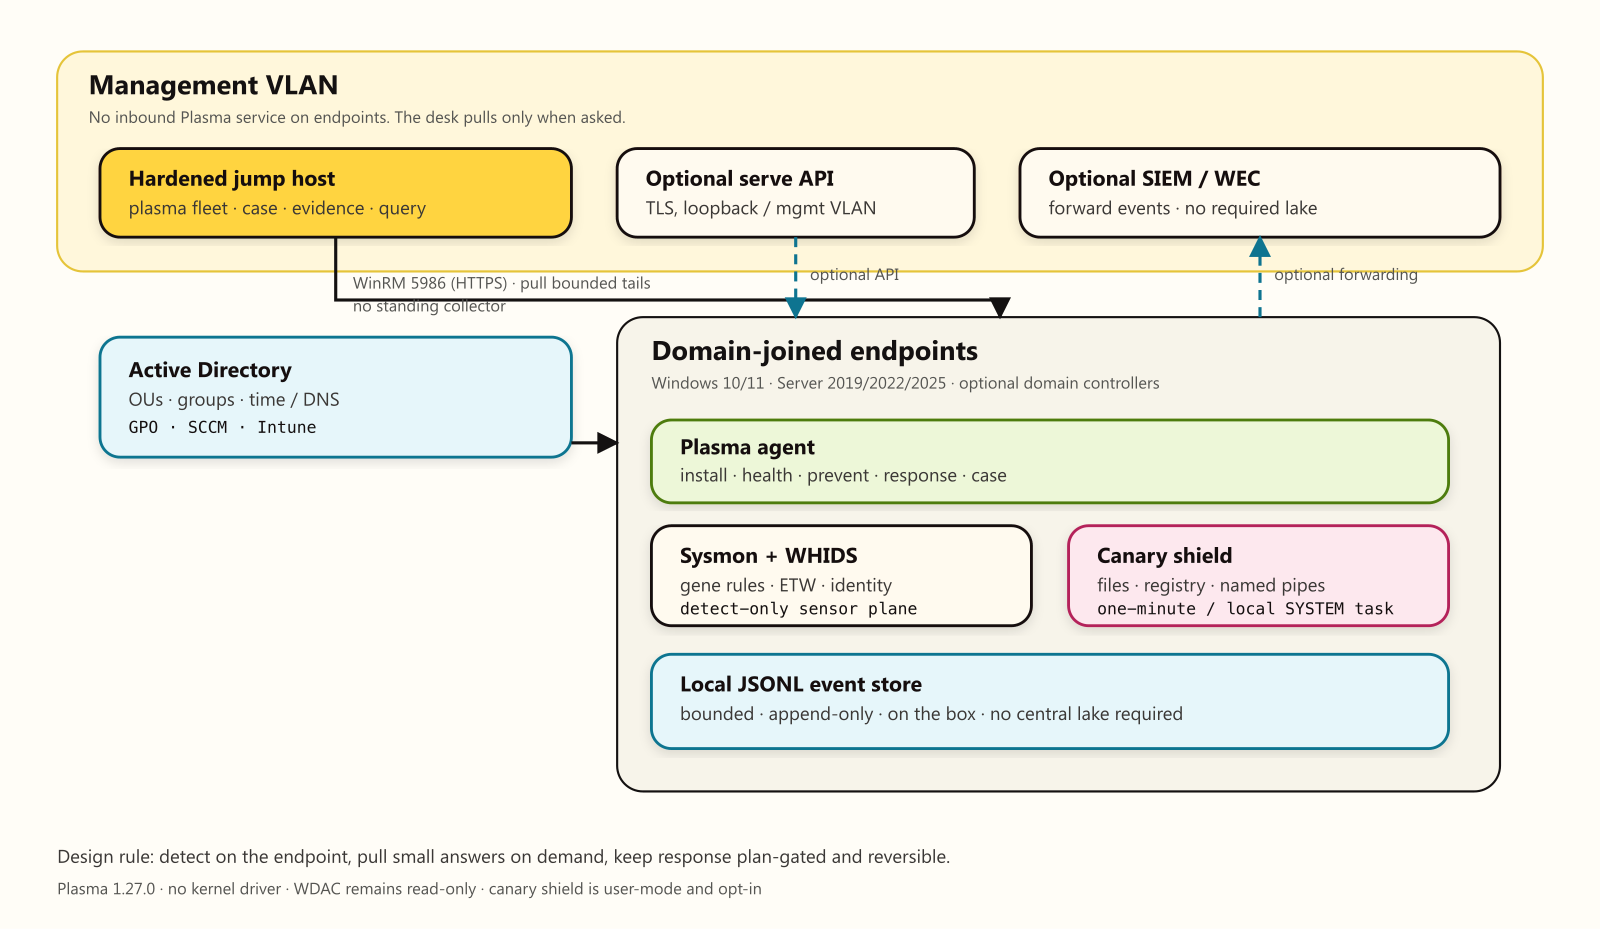 Management VLAN
No inbound Plasma service on endpoints. The desk pulls only when asked.
Hardened jump host
plasma fleet · case · evidence · query
Optional serve API
TLS, loopback / mgmt VLAN
Optional SIEM / WEC
forward events · no required lake
WinRM 5986 (HTTPS) · pull bounded tails
no standing collector
optional API
optional forwarding
Active Directory
OUs · groups · time / DNS
GPO · SCCM · Intune
Domain-joined endpoints
Windows 10/11 · Server 2019/2022/2025 · optional domain controllers
Plasma agent
install · health · prevent · response · case
Sysmon + WHIDS
gene rules · ETW · identity
detect-only sensor plane
Canary shield
files · registry · named pipes
one-minute / local SYSTEM task
Local JSONL event store
bounded · append-only · on the box · no central lake required
Design rule: detect on the endpoint, pull small answers on demand, keep response plan-gated and reversible.
Plasma 1.27.0 · no kernel driver · WDAC remains read-only · canary shield is user-mode and opt-in